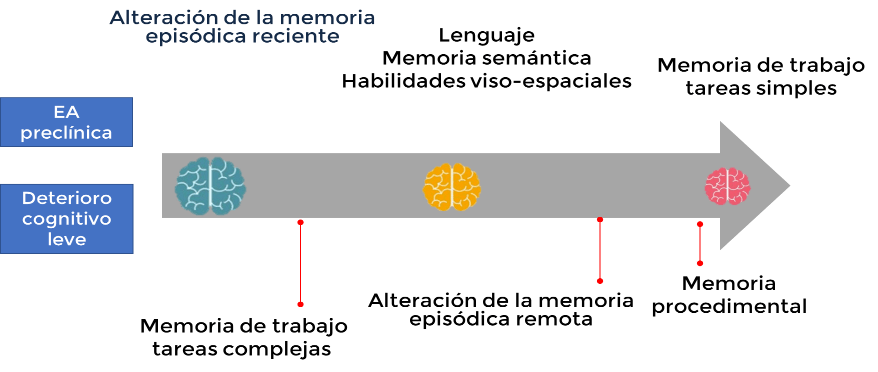 Alteración de la memoria
episódica reciente
Lenguaje
Memoria semántica
Habilidades viso-espaciales
Memoria de trabajo
tareas simples
EA
preclínica
Deterioro
cognitivo
leve
Memoria de trabajo
tareas complejas
Alteración de la memoria
episódica remota
Memoria
procedimental